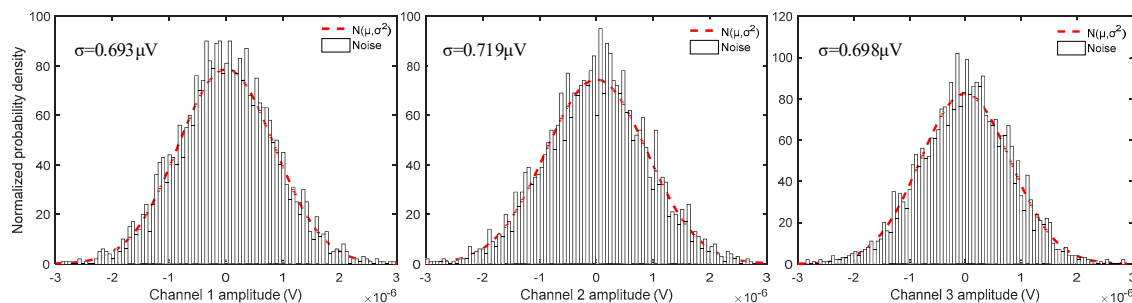 Normalized probability density
100
80
60
40
20
0
σ=0.693μV
N(μ,σ²)
Noise
-3 -2 -1 0 1 2 3
Channel 1 amplitude (V)
×10⁻⁶
100
80
60
40
20
0
σ=0.719μV
N(μ,σ²)
Noise
-3 -2 -1 0 1 2 3
Channel 2 amplitude (V)
×10⁻⁶
120
100
80
60
40
20
0
σ=0.698μV
N(μ,σ²)
Noise
-3 -2 -1 0 1 2 3
Channel 3 amplitude (V)
×10⁻⁶